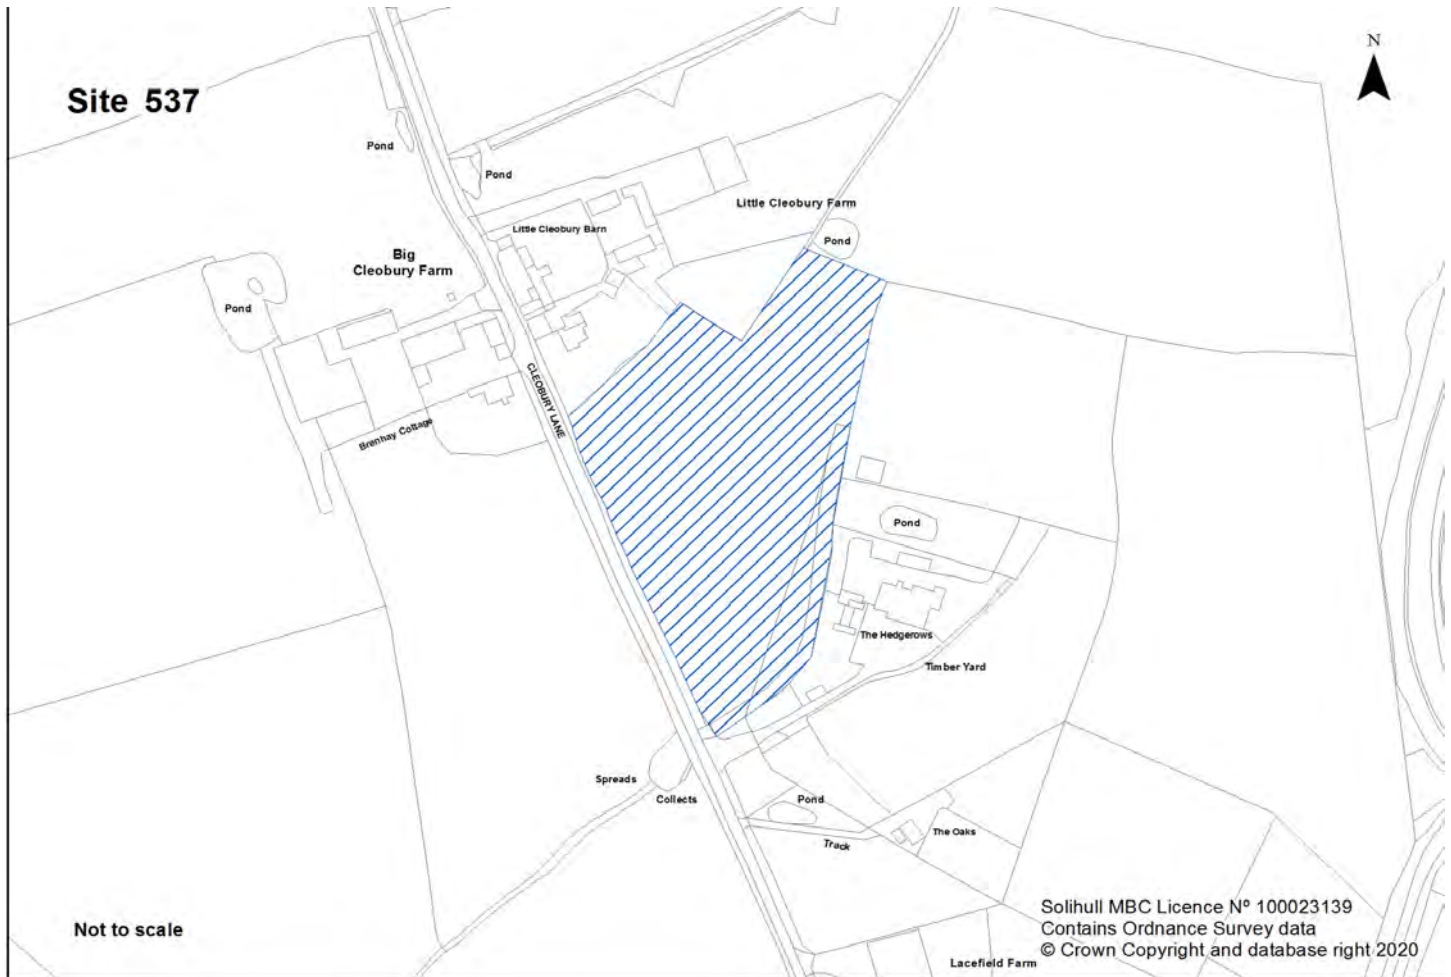 N
Site 537
Pond
Pond
Little Cleobury Farm
Little Cleobury Barn
Pond
Big
Cleobury Farm
Pond
CLEOBURY LANE
Brenhay Cottage
Pond
The Hedgerows
Timber Yard
Spreads
Collects
Pond
The Oaks
Track
Solihull MBC Licence Nº 100023139
Contains Ordnance Survey data
© Crown Copyright and database right 2020
Not to scale
Lacefield Farm